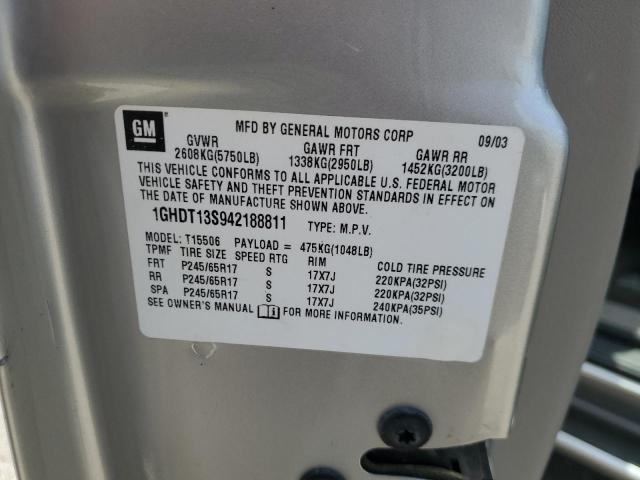 GM
MFD BY GENERAL MOTORS CORP 09/03
GVWR GAWR FRT GAWR RR
2608KG(5750LB) 1338KG(2950LB) 1452KG(3200LB)
THIS VEHICLE CONFORMS TO ALL APPLICABLE U.S. FEDERAL MOTOR
VEHICLE SAFETY AND THEFT PREVENTION STANDARDS IN EFFECT ON
THE DATE OF MANUFACTURE SHOWN ABOVE.
1GHDT13S942188811 TYPE: M.P.V.
MODEL: T15506 PAYLOAD = 475KG(1048LB)
TPMF TIRE SIZE SPEED RTG RIM COLD TIRE PRESSURE
FRT P245/65R17 S 17X7J 220KPA(32PSI)
RR P245/65R17 S 17X7J 220KPA(32PSI)
SPA P245/65R17 S 17X7J 240KPA(35PSI)
SEE OWNER'S MANUAL FOR MORE INFORMATION.